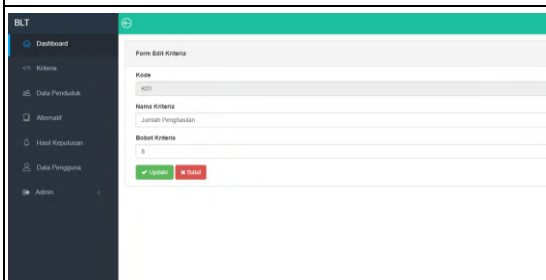 BLT
Dashboard
Kriteria
Data Penduduk
Alternatif
Hasil Keputusan
Data Pengguna
Admin
Form Edit Kriteria
Kode
K01
Nama Kriteria
Jumlah Penghasilan
Bobot Kriteria
Update
Batal